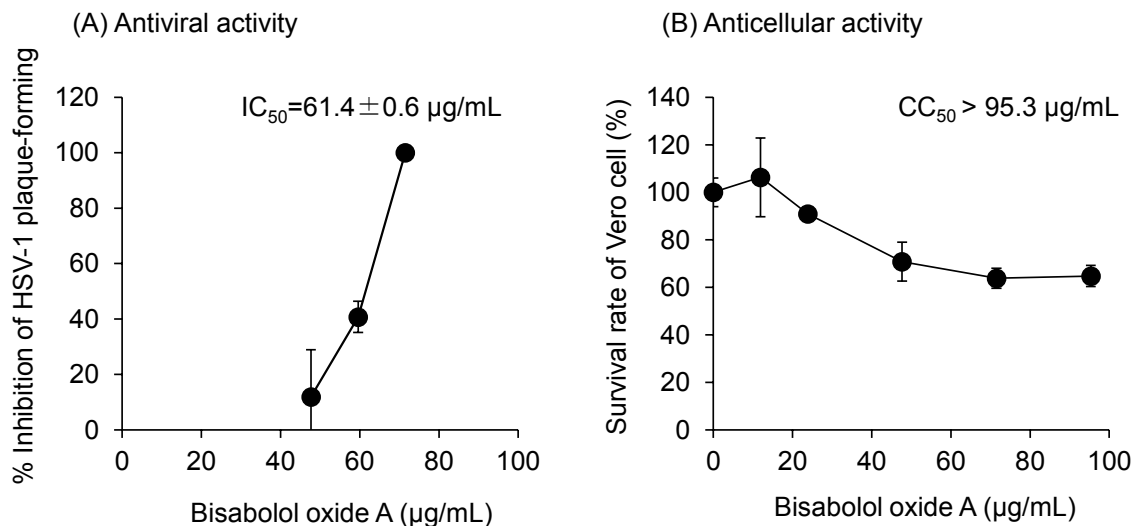 (A) Antiviral activity
IC50=61.4±0.6 µg/mL
% Inhibition of HSV-1 plaque-forming
120
100
80
60
40
20
0
0 20 40 60 80 100
Bisabolol oxide A (µg/mL)
(B) Anticellular activity
CC50 > 95.3 µg/mL
Survival rate of Vero cell (%)
140
120
100
80
60
40
20
0
0 20 40 60 80 100
Bisabolol oxide A (µg/mL)